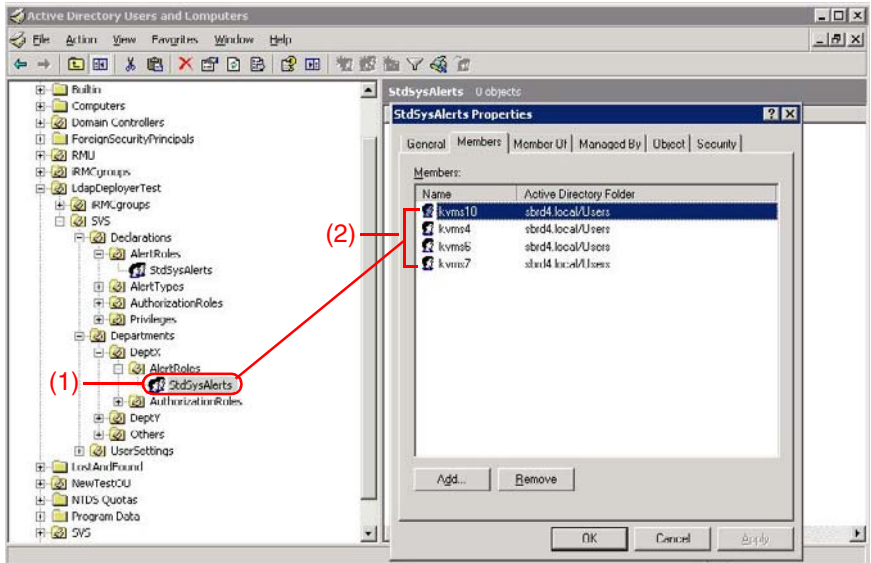 Active Directory Users and Computers
File Action View Favorites Window Help
Builtin
Computers
Domain Controllers
ForeignSecurityPrincipals
RMU
iRMCgroups
LdapDeployerTest
iRMCgroups
SVS
Declarations
AlertRoles
StdSysAlerts
AlertTypes
AuthorizationRoles
Privileges
Departments
DeptX
(1)
AlertRoles
StdSysAlerts
AuthorizationRoles
DeptY
Others
UserSettings
LostAndFound
NewTestOU
NTDS Quotas
Program Data
SVS
StdSysAlerts 0 objects
StdSysAlerts Properties
General Members Member Of Managed By Object Security
Members:
Name Active Directory Folder
(2)
kvms10 sbrd4.local/Users
kvms4 sbrd4.local/Users
kvms6 sbrd4.local/Users
kvms7 sbrd4.local/Users
Add... Remove
OK Cancel Apply